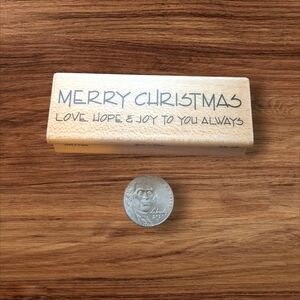 MERRY CHRISTMAS
LOVE, HOPE & JOY TO YOU ALWAYS